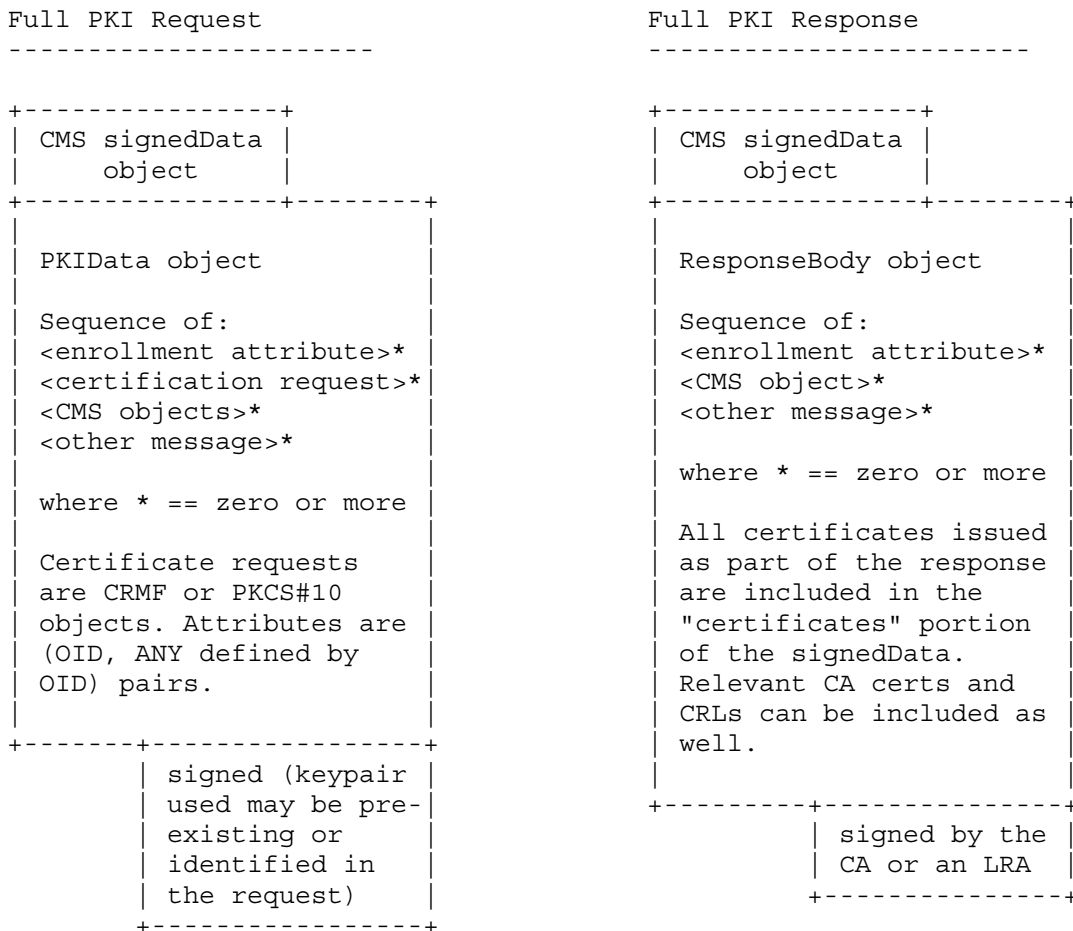 Full PKI Request
-----------------------
CMS signedData
object
PKIData object
Sequence of:
<enrollment attribute>*
<certification request>*
<CMS objects>*
<other message>*
where * == zero or more
Certificate requests
are CRMF or PKCS#10
objects. Attributes are
(OID, ANY defined by
OID) pairs.
signed (keypair
used may be pre-
existing or
identified in
the request)
Full PKI Response
------------------------
CMS signedData
object
ResponseBody object
Sequence of:
<enrollment attribute>*
<CMS object>*
<other message>*
where * == zero or more
All certificates issued
as part of the response
are included in the
"certificates" portion
of the signedData.
Relevant CA certs and
CRLs can be included as
well.
signed by the
CA or an LRA